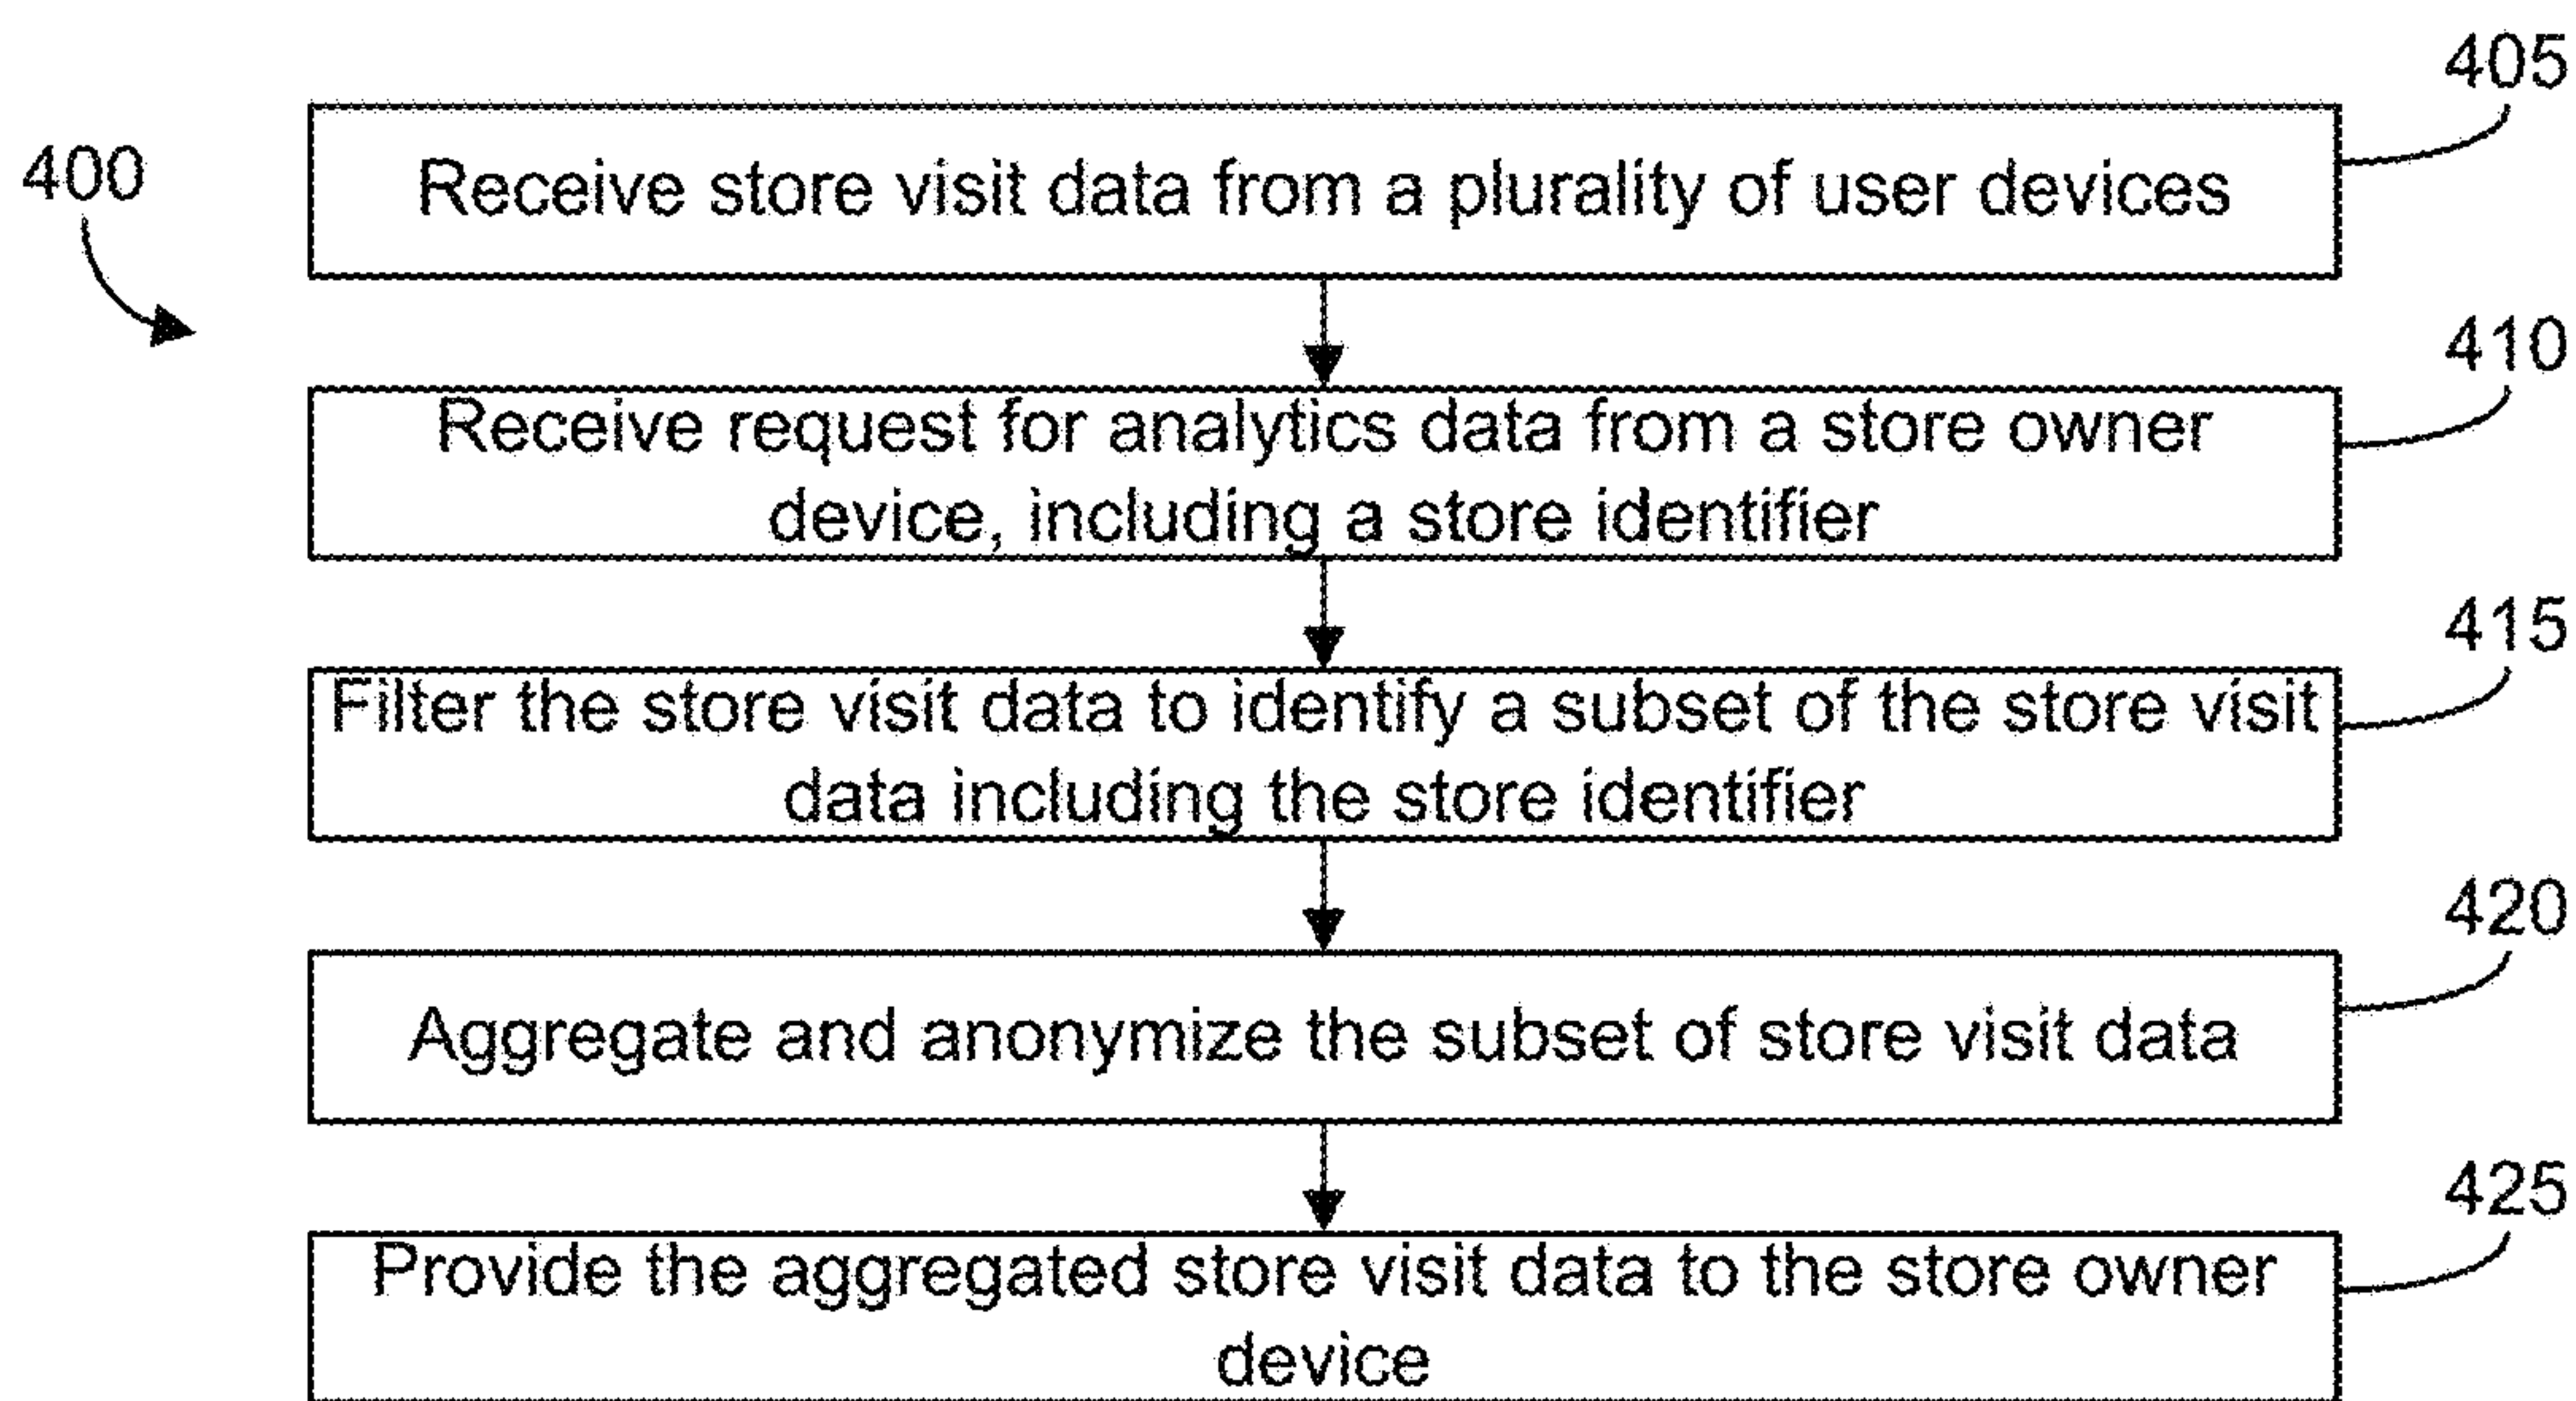 405
400
Receive store visit data from a plurality of user devices
410
Receive request for analytics data from a store owner
device, including a store identifier
415
Filter the store visit data to identify a subset of the store visit
data including the store identifier
420
Aggregate and anonymize the subset of store visit data
425
Provide the aggregated store visit data to the store owner
device